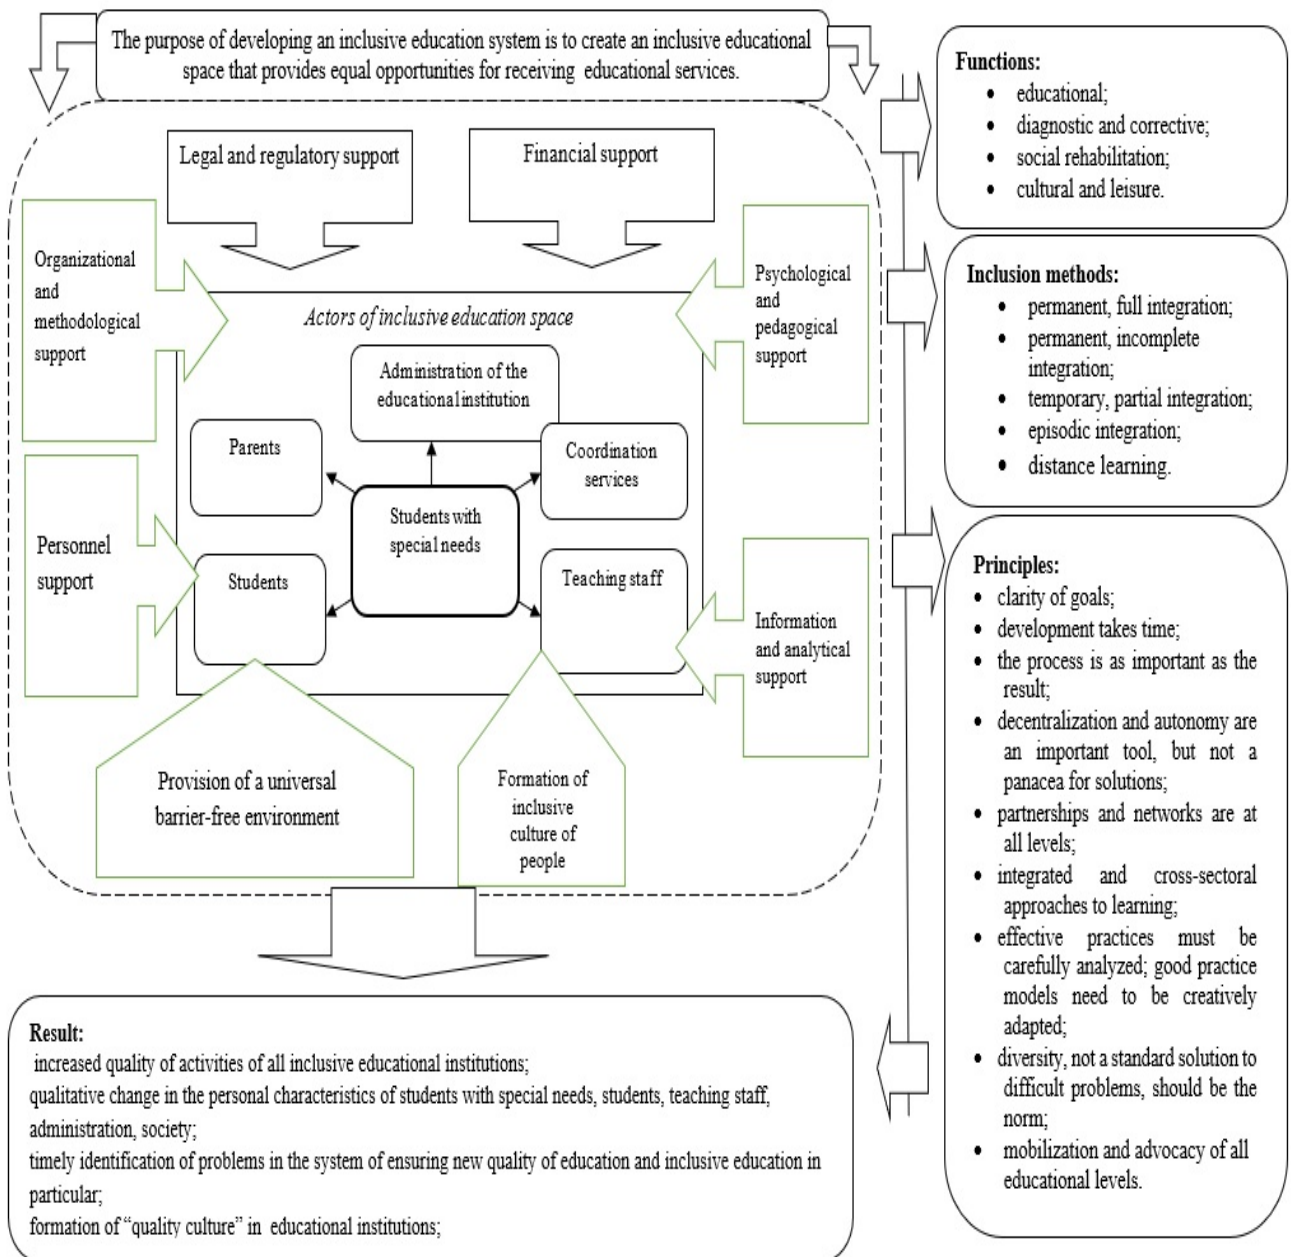 The purpose of developing an inclusive education system is to create an inclusive educational
space that provides equal opportunities for receiving educational services.
Legal and regulatory support
Financial support
Organizational
and
methodological
support
Psychological
and
pedagogical
support
Actors of inclusive education space
Administration of the
educational institution
Parents
Coordination
services
Students with
special needs
Personnel
support
Students
Teaching staff
Information
and analytical
support
Provision of a universal
barrier-free environment
Formation of
inclusive
culture of
people
Functions:
• educational;
• diagnostic and corrective;
• social rehabilitation;
• cultural and leisure.
Inclusion methods:
• permanent, full integration;
• permanent, incomplete
integration;
• temporary, partial integration;
• episodic integration;
• distance learning.
Principles:
• clarity of goals;
• development takes time;
• the process is as important as the
result;
• decentralization and autonomy are
an important tool, but not a
panacea for solutions;
• partnerships and networks are at
all levels;
• integrated and cross-sectoral
approaches to learning;
• effective practices must be
carefully analyzed; good practice
models need to be creatively
adapted;
• diversity, not a standard solution to
difficult problems, should be the
norm;
• mobilization and advocacy of all
educational levels.
Result:
increased quality of activities of all inclusive educational institutions;
qualitative change in the personal characteristics of students with special needs, students, teaching staff,
administration, society;
timely identification of problems in the system of ensuring new quality of education and inclusive education in
particular;
formation of “quality culture” in educational institutions;